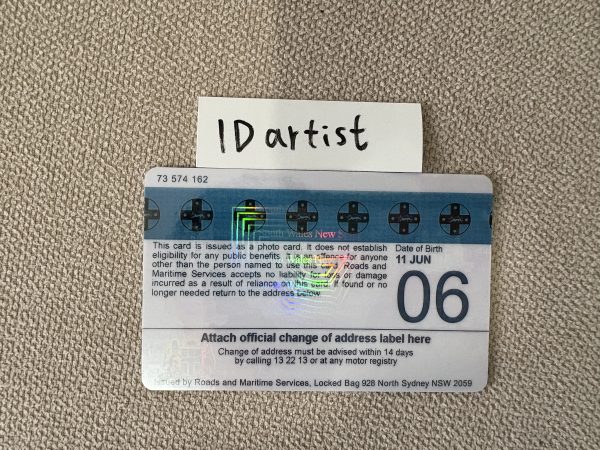 ID artist
73 574 162
South Wales New S
This card is issued as a photo card. It does not establish
eligibility for any public benefits. It is an offence for anyone
other than the person named to use this card. Roads and
Maritime Services accepts no liability for loss or damage
incurred as a result of reliance on this card. If found or no
longer needed return to the address below
Date of Birth
11 JUN
06
Attach official change of address label here
Change of address must be advised within 14 days
by calling 13 22 13 or at any motor registry
Issued by Roads and Maritime Services, Locked Bag 928 North Sydney NSW 2059